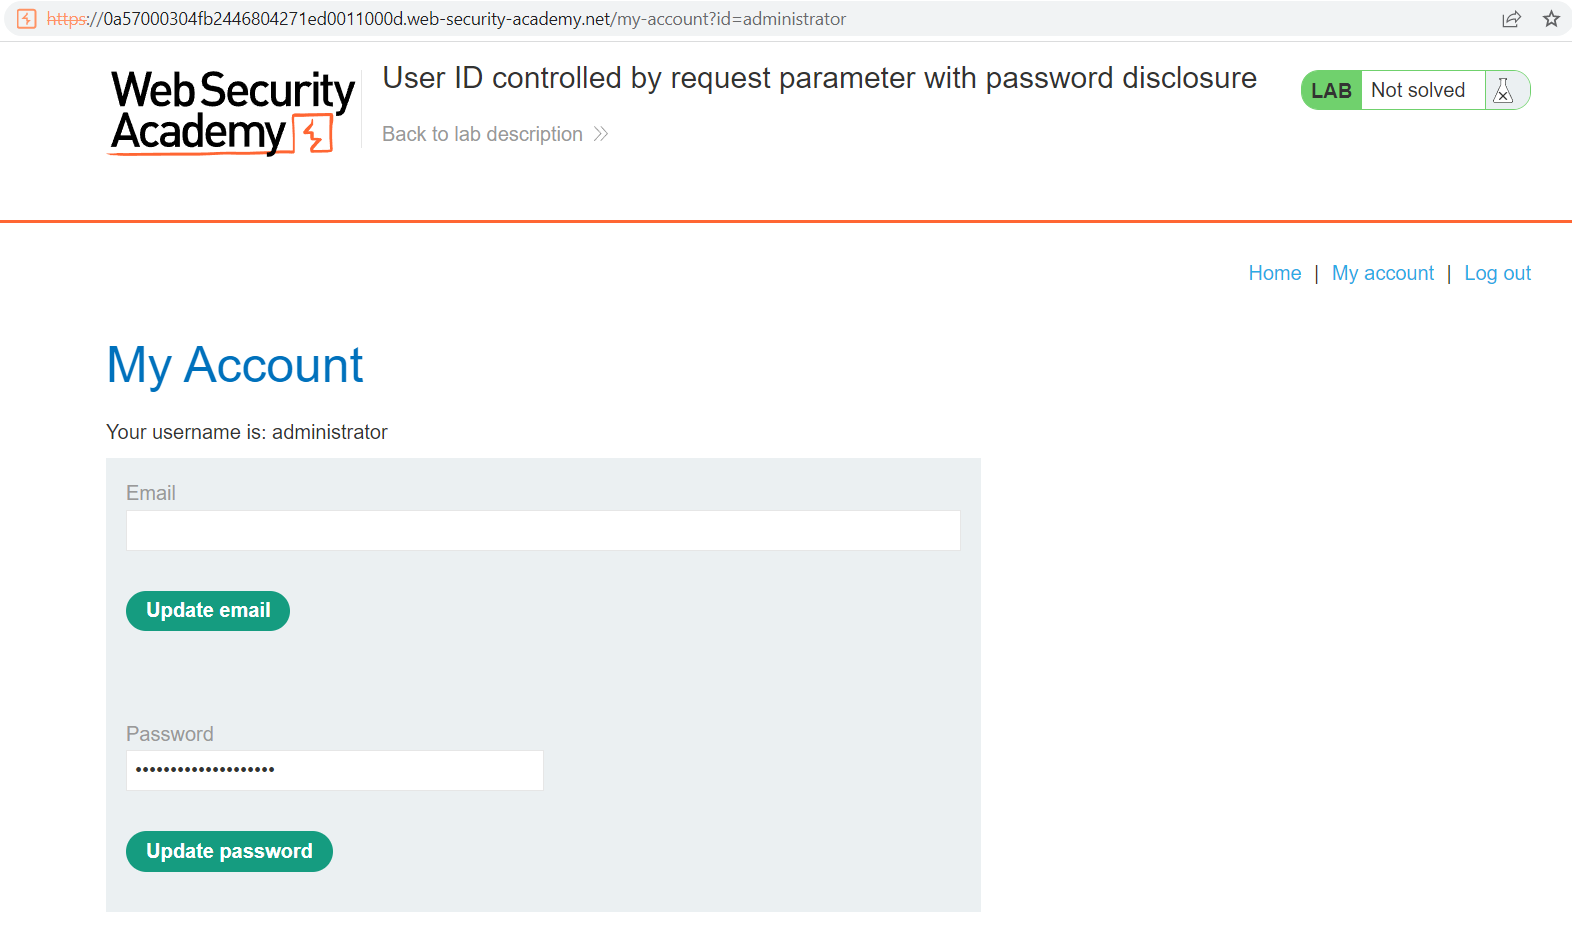 https://0a57000304fb2446804271ed0011000d.web-security-academy.net/my-account?id=administrator
Web Security
Academy
User ID controlled by request parameter with password disclosure
Back to lab description
LAB Not solved
Home | My account | Log out
My Account
Your username is: administrator
Email
Update email
Password
••••••••••••••••••••
Update password